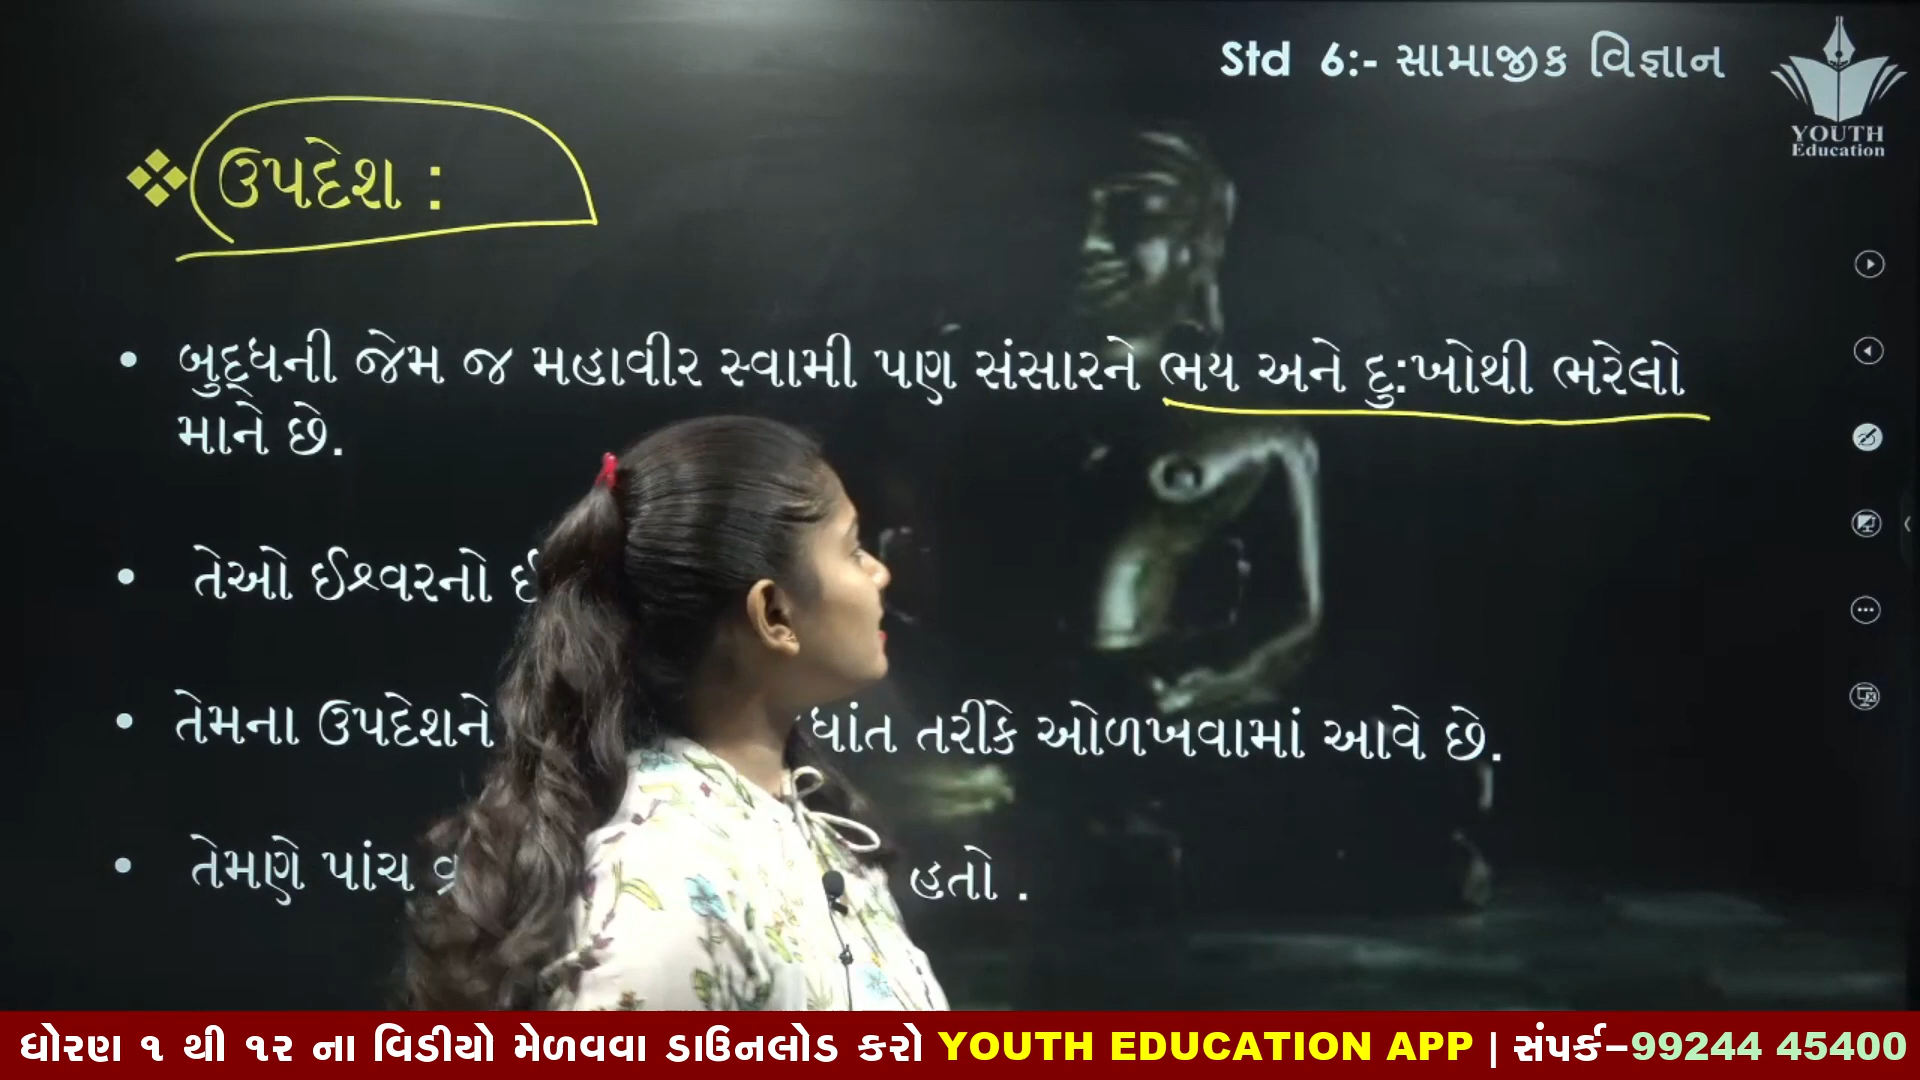 Std 6:- સામાજીક વિજ્ઞાન
YOUTH
Education
ઉપદેશ :
• બુદ્ધની જેમ જ મહાવીર સ્વામી પણ સંસારને ભય અને દુ:ખોથી ભરેલો
માને છે.
• તેઓ ઈશ્વરનો
• તેમના ઉપદેશને તરીકે ઓળખવામાં આવે છે.
• તેમણે પાંચ હતો .
ધોરણ ૧ થી ૧૨ ના વિડીયો મેળવવા ડાઉનલોડ કરો YOUTH EDUCATION APP | સંપર્ક–99244 45400